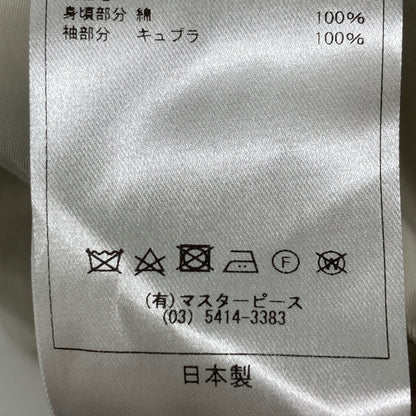 身頃部分 綿 100%
袖部分 キュプラ 100%
F W
(有)マスターピース
(03) 5414-3383
日本製